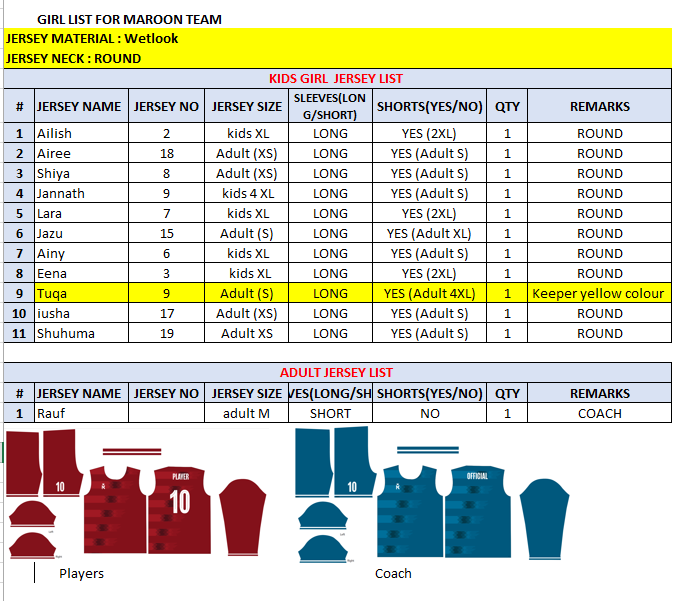 GIRL LIST FOR MAROON TEAM
JERSEY MATERIAL : Wetlook
JERSEY NECK : ROUND
KIDS GIRL JERSEY LIST
# JERSEY NAME JERSEY NO JERSEY SIZE SLEEVES(LONG/SHORT) SHORTS(YES/NO) QTY REMARKS
1 Ailish 2 kids XL LONG YES (2XL) 1 ROUND
2 Airee 18 Adult (XS) LONG YES (Adult S) 1 ROUND
3 Shiya 8 Adult (XS) LONG YES (Adult S) 1 ROUND
4 Jannath 9 kids 4 XL LONG YES (Adult S) 1 ROUND
5 Lara 7 kids XL LONG YES (2XL) 1 ROUND
6 Jazu 15 Adult (S) LONG YES (Adult XL) 1 ROUND
7 Ainy 6 kids XL LONG YES (Adult S) 1 ROUND
8 Eena 3 kids XL LONG YES (2XL) 1 ROUND
9 Tuqa 9 Adult (S) LONG YES (Adult 4XL) 1 Keeper yellow colour
10 iusha 17 Adult (XS) LONG YES (Adult S) 1 ROUND
11 Shuhuma 19 Adult XS LONG YES (Adult S) 1 ROUND
ADULT JERSEY LIST
# JERSEY NAME JERSEY NO JERSEY SIZE VES(LONG/SH SHORTS(YES/NO) QTY REMARKS
1 Rauf adult M SHORT NO 1 COACH
PLAYER OFFICIAL
10 10 10
Players Coach